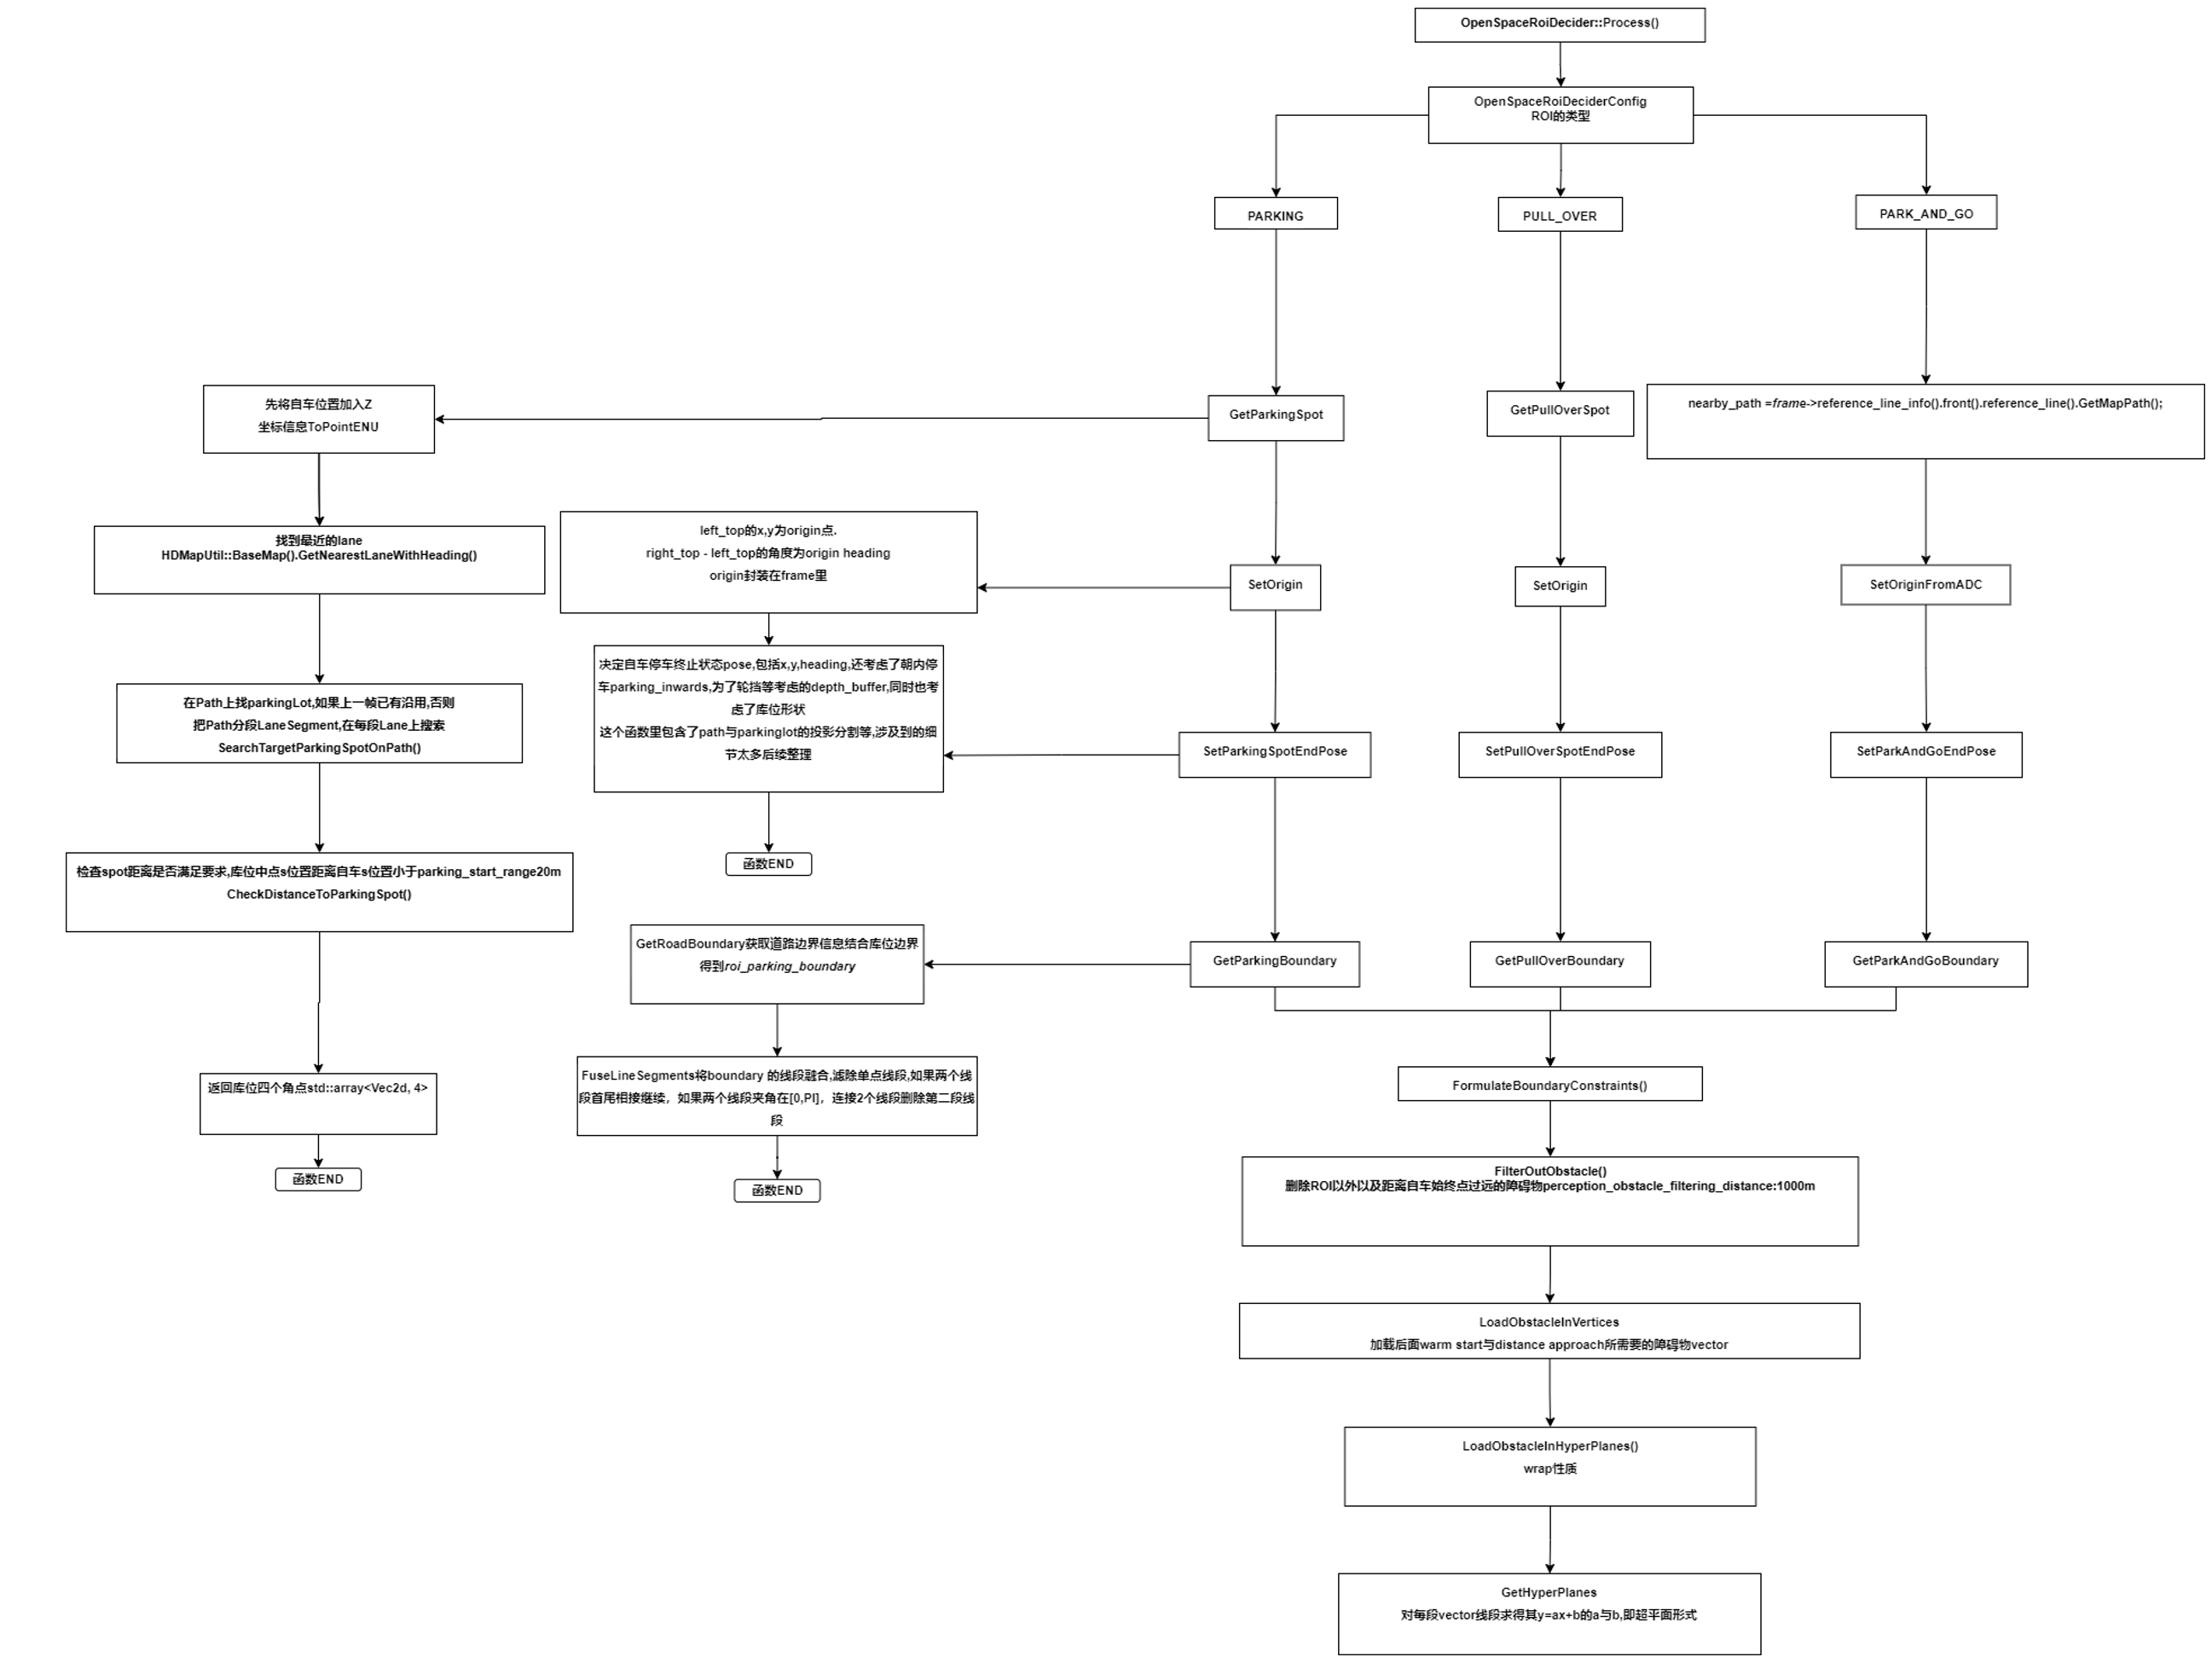 OpenSpaceRoiDecider::Process()
OpenSpaceRoiDeciderConfig
ROI的类型
PARKING
PULL_OVER
PARK_AND_GO
先将自车位置加入Z
坐标信息ToPointENU
GetParkingSpot
GetPullOverSpot
nearby_path =frame->reference_line_info().front().reference_line().GetMapPath();
找到最近的lane
HDMapUtil::BaseMap().GetNearestLaneWithHeading()
left_top的x,y为origin点.
right_top - left_top的角度为origin heading
origin封装在frame里
SetOrigin
SetOrigin
SetOriginFromADC
在Path上找parkingLot,如果上一帧已有沿用,否则
把Path分段LaneSegment,在每段Lane上搜索
SearchTargetParkingSpotOnPath()
决定自车停车终止状态pose,包括x,y,heading,还考虑了朝内停
车parking_inwards,为了轮挡等考虑的depth_buffer,同时也考
虑了库位形状
这个函数里包含了path与parkinglot的投影分割等,涉及到的细
节太多后续整理
SetParkingSpotEndPose
SetPullOverSpotEndPose
SetParkAndGoEndPose
函数END
检查spot距离是否满足要求,库位中点s位置距离自车s位置小于parking_start_range20m
CheckDistanceToParkingSpot()
GetRoadBoundary获取道路边界信息结合库位边界
得到roi_parking_boundary
GetParkingBoundary
GetPullOverBoundary
GetParkAndGoBoundary
返回库位四个角点std::array<Vec2d, 4>
函数END
FuseLineSegments将boundary 的线段融合,滤除单点线段,如果两个线
段首尾相接继续，如果两个线段夹角在[0,PI]，连接2个线段删除第二段线
段
函数END
FormulateBoundaryConstraints()
FilterOutObstacle()
删除ROI以外以及距离自车始终点过远的障碍物perception_obstacle_filtering_distance:1000m
LoadObstacleInVertices
加载后面warm start与distance approach所需要的障碍物vector
LoadObstacleInHyperPlanes()
wrap性质
GetHyperPlanes
对每段vector线段求得其y=ax+b的a与b,即超平面形式